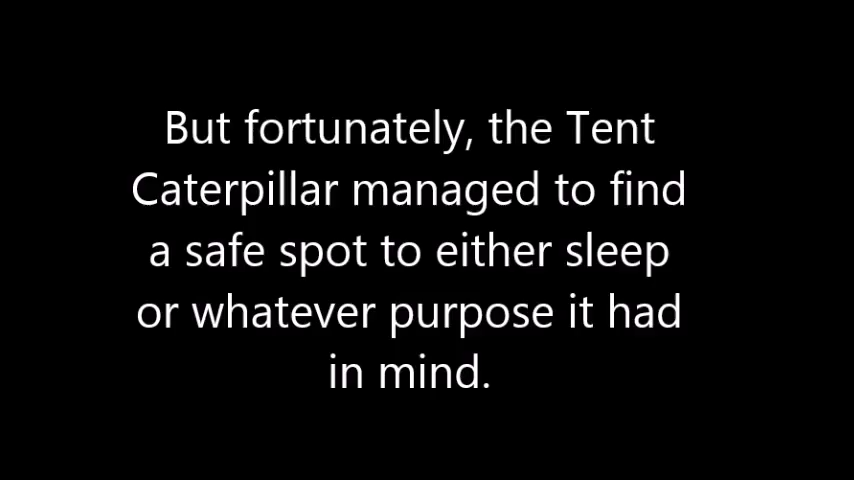 But fortunately, the Tent
Caterpillar managed to find
a safe spot to either sleep
or whatever purpose it had
in mind.